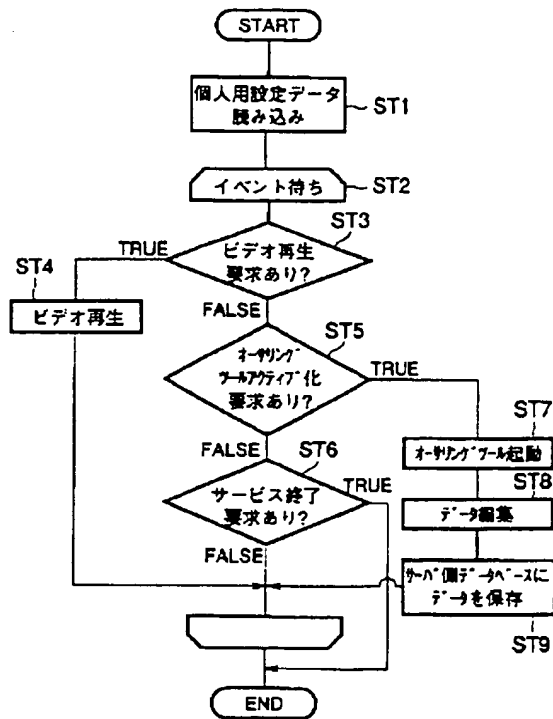 START
個人用設定データ
読み込み
ST1
イベント待ち
ST2
ST3
TRUE
ビデオ再生
要求あり?
ST4
ビデオ再生
FALSE
ST5
オーサリング
ツールアクティブ化
要求あり?
TRUE
ST7
オーサリングツール起動
FALSE
ST6
サービス終了
要求あり?
TRUE
ST8
データ編集
FALSE
サーバ側データベースに
データを保存
ST9
END